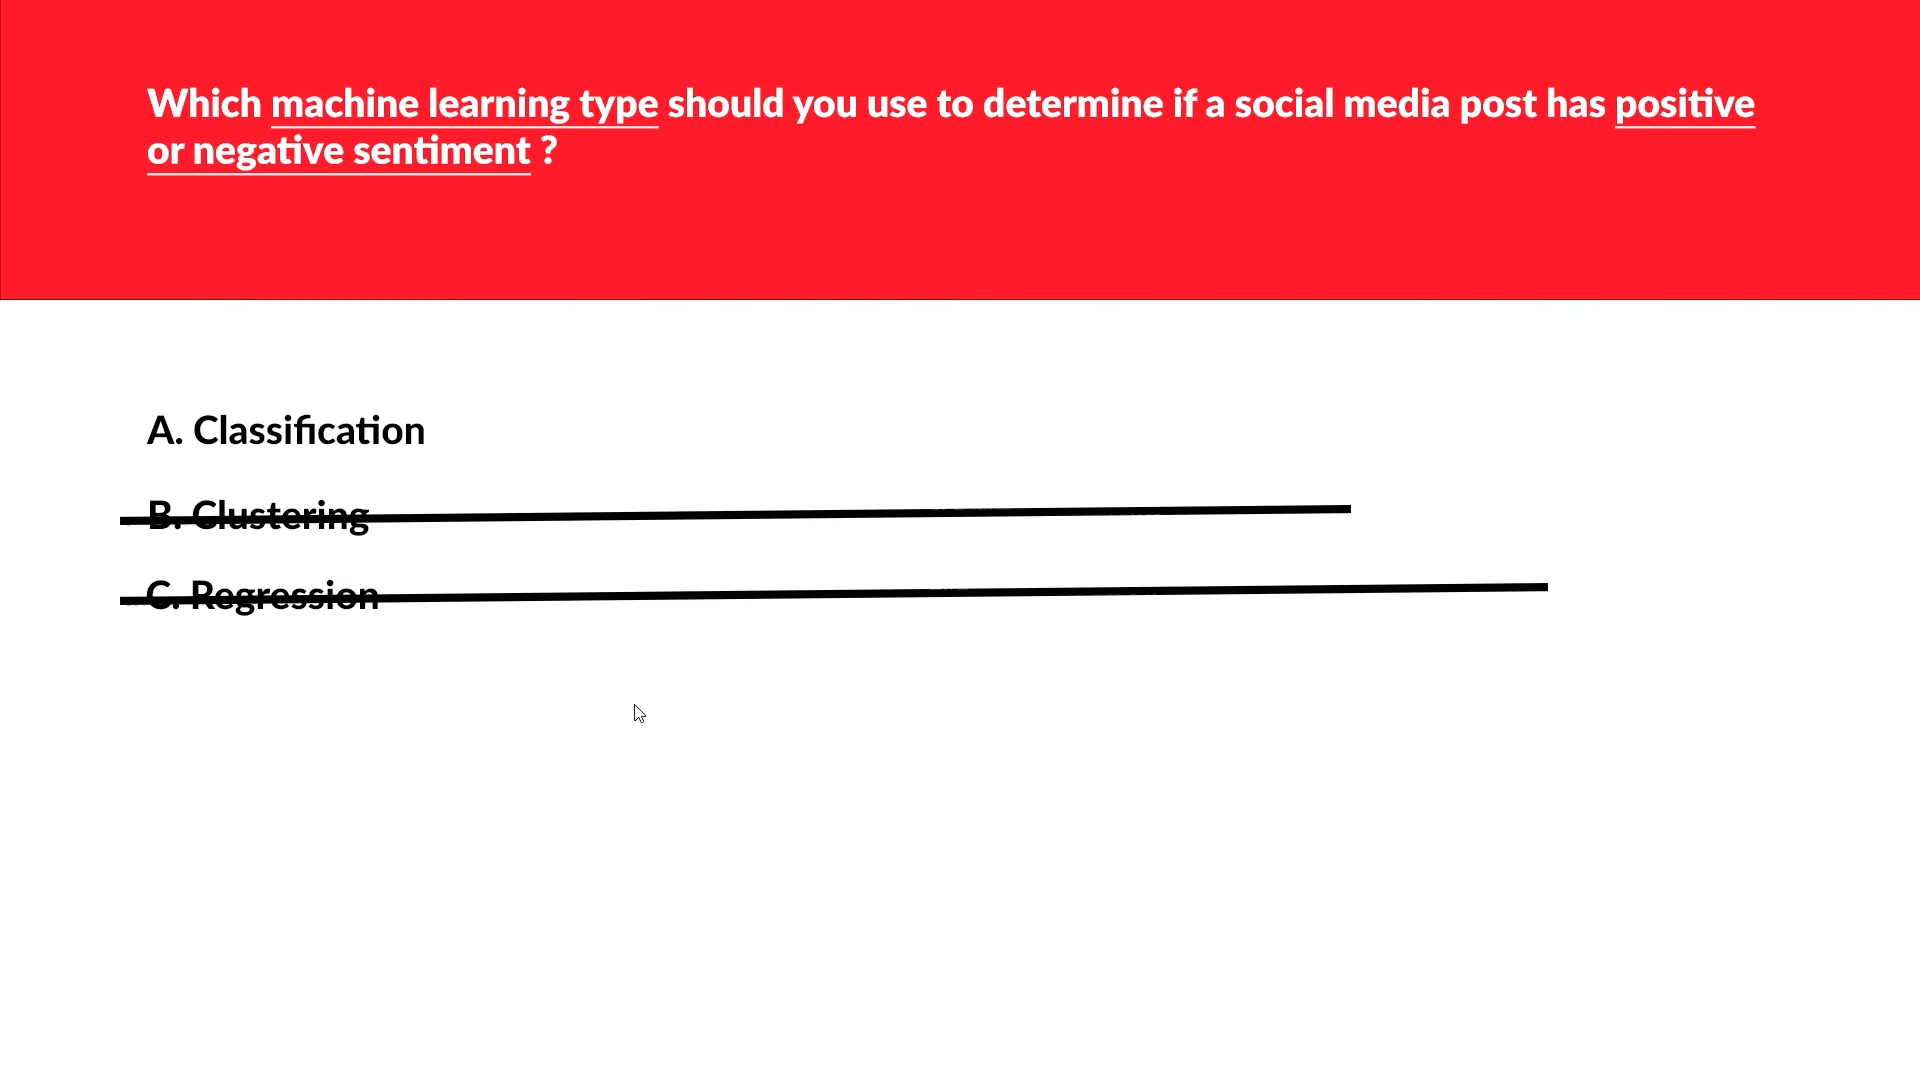 Which machine learning type should you use to determine if a social media post has positive
or negative sentiment ?
A. Classification
B. Clustering
C. Regression